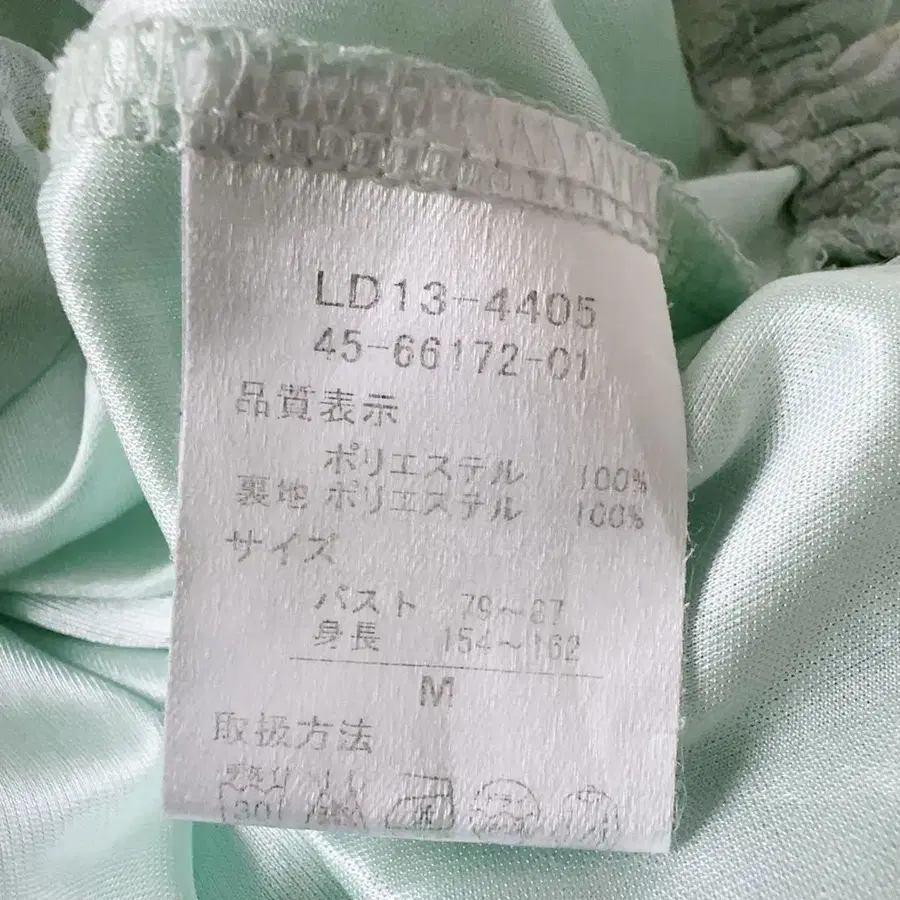 LD13-4405
45-66172-01
品質表示
ポリエステル 100%
裏地 ポリエステル 100%
サイズ
バスト 79～87
身長 154～162
M
取扱方法
30